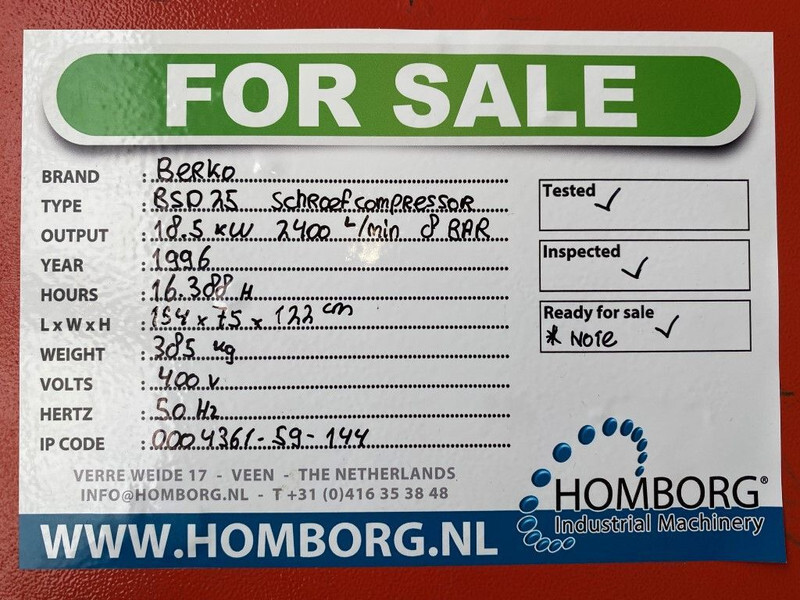 FOR SALE
BRAND : Berko
TYPE : BSD 25 Schroefcompressor
OUTPUT : 18.5 kW 2400 L/min 8 BAR
YEAR : 1996
HOURS : 16.388 H
L x W x H : 154 x 75 x 122 cm
WEIGHT : 385 kg
VOLTS : 400 V
HERTZ : 50 Hz
IP CODE : 0004361-59-144
Tested ✓
Inspected ✓
Ready for sale ✓
* Note
VERRE WEIDE 17 - VEEN - THE NETHERLANDS
INFO@HOMBORG.NL - T +31 (0)416 35 38 48
WWW.HOMBORG.NL
HOMBORG®
Industrial Machinery